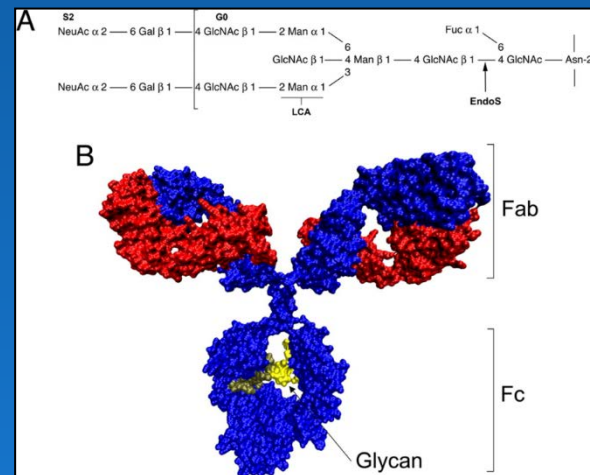 A
S2 G0
NeuAc α2 — 6 Gal β 1 — 4 GlcNAc β 1 — 2 Man α 1 Fuc α 1
6 6
GlcNAc β1 — 4 Man β 1 — 4 GlcNAc β 1 — 4 GlcNAc — Asn-2
3
NeuAc α 2 — 6 Gal β 1 — 4 GlcNAc β 1 — 2 Man α 1
LCA EndoS
B
Fab
Fc
Glycan